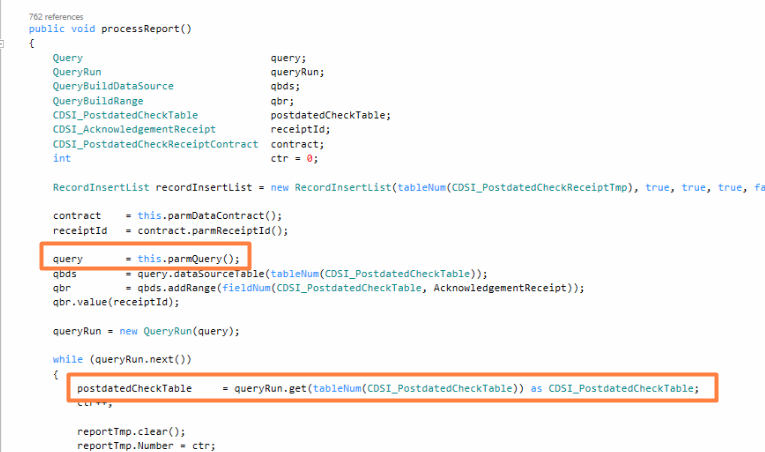 762 references
public void processReport()
{
Query query;
QueryRun queryRun;
QueryBuildDataSource qbds;
QueryBuildRange qbr;
CDSI_PostdatedCheckTable postdatedCheckTable;
CDSI_AcknowledgementReceipt receiptId;
CDSI_PostdatedCheckReceiptContract contract;
int ctr = 0;
RecordInsertList recordInsertList = new RecordInsertList(tableNum(CDSI_PostdatedCheckReceiptTmp), true, true, true, fa
contract = this.parmDataContract();
receiptId = contract.parmReceiptId();
query = this.parmQuery();
qbds = query.dataSourceTable(tableNum(CDSI_PostdatedCheckTable));
qbr = qbds.addRange(fieldNum(CDSI_PostdatedCheckTable, AcknowledgementReceipt));
qbr.value(receiptId);
queryRun = new QueryRun(query);
while (queryRun.next())
{
postdatedCheckTable = queryRun.get(tableNum(CDSI_PostdatedCheckTable)) as CDSI_PostdatedCheckTable;
ctr++;
reportTmp.clear();
reportTmp.Number = ctr;